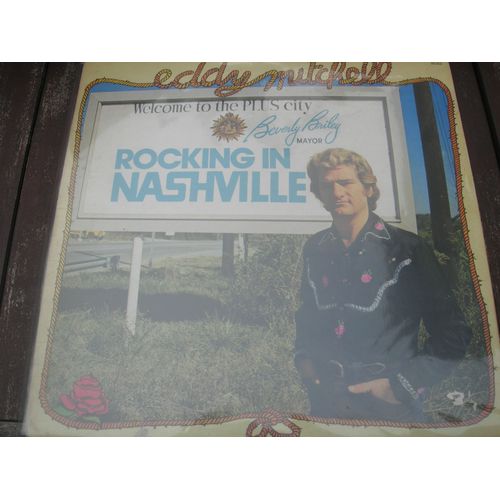 eddy mitchell
Welcome to the PLUS city
Beverly Briley
MAYOR
ROCKING IN
NASHVILLE